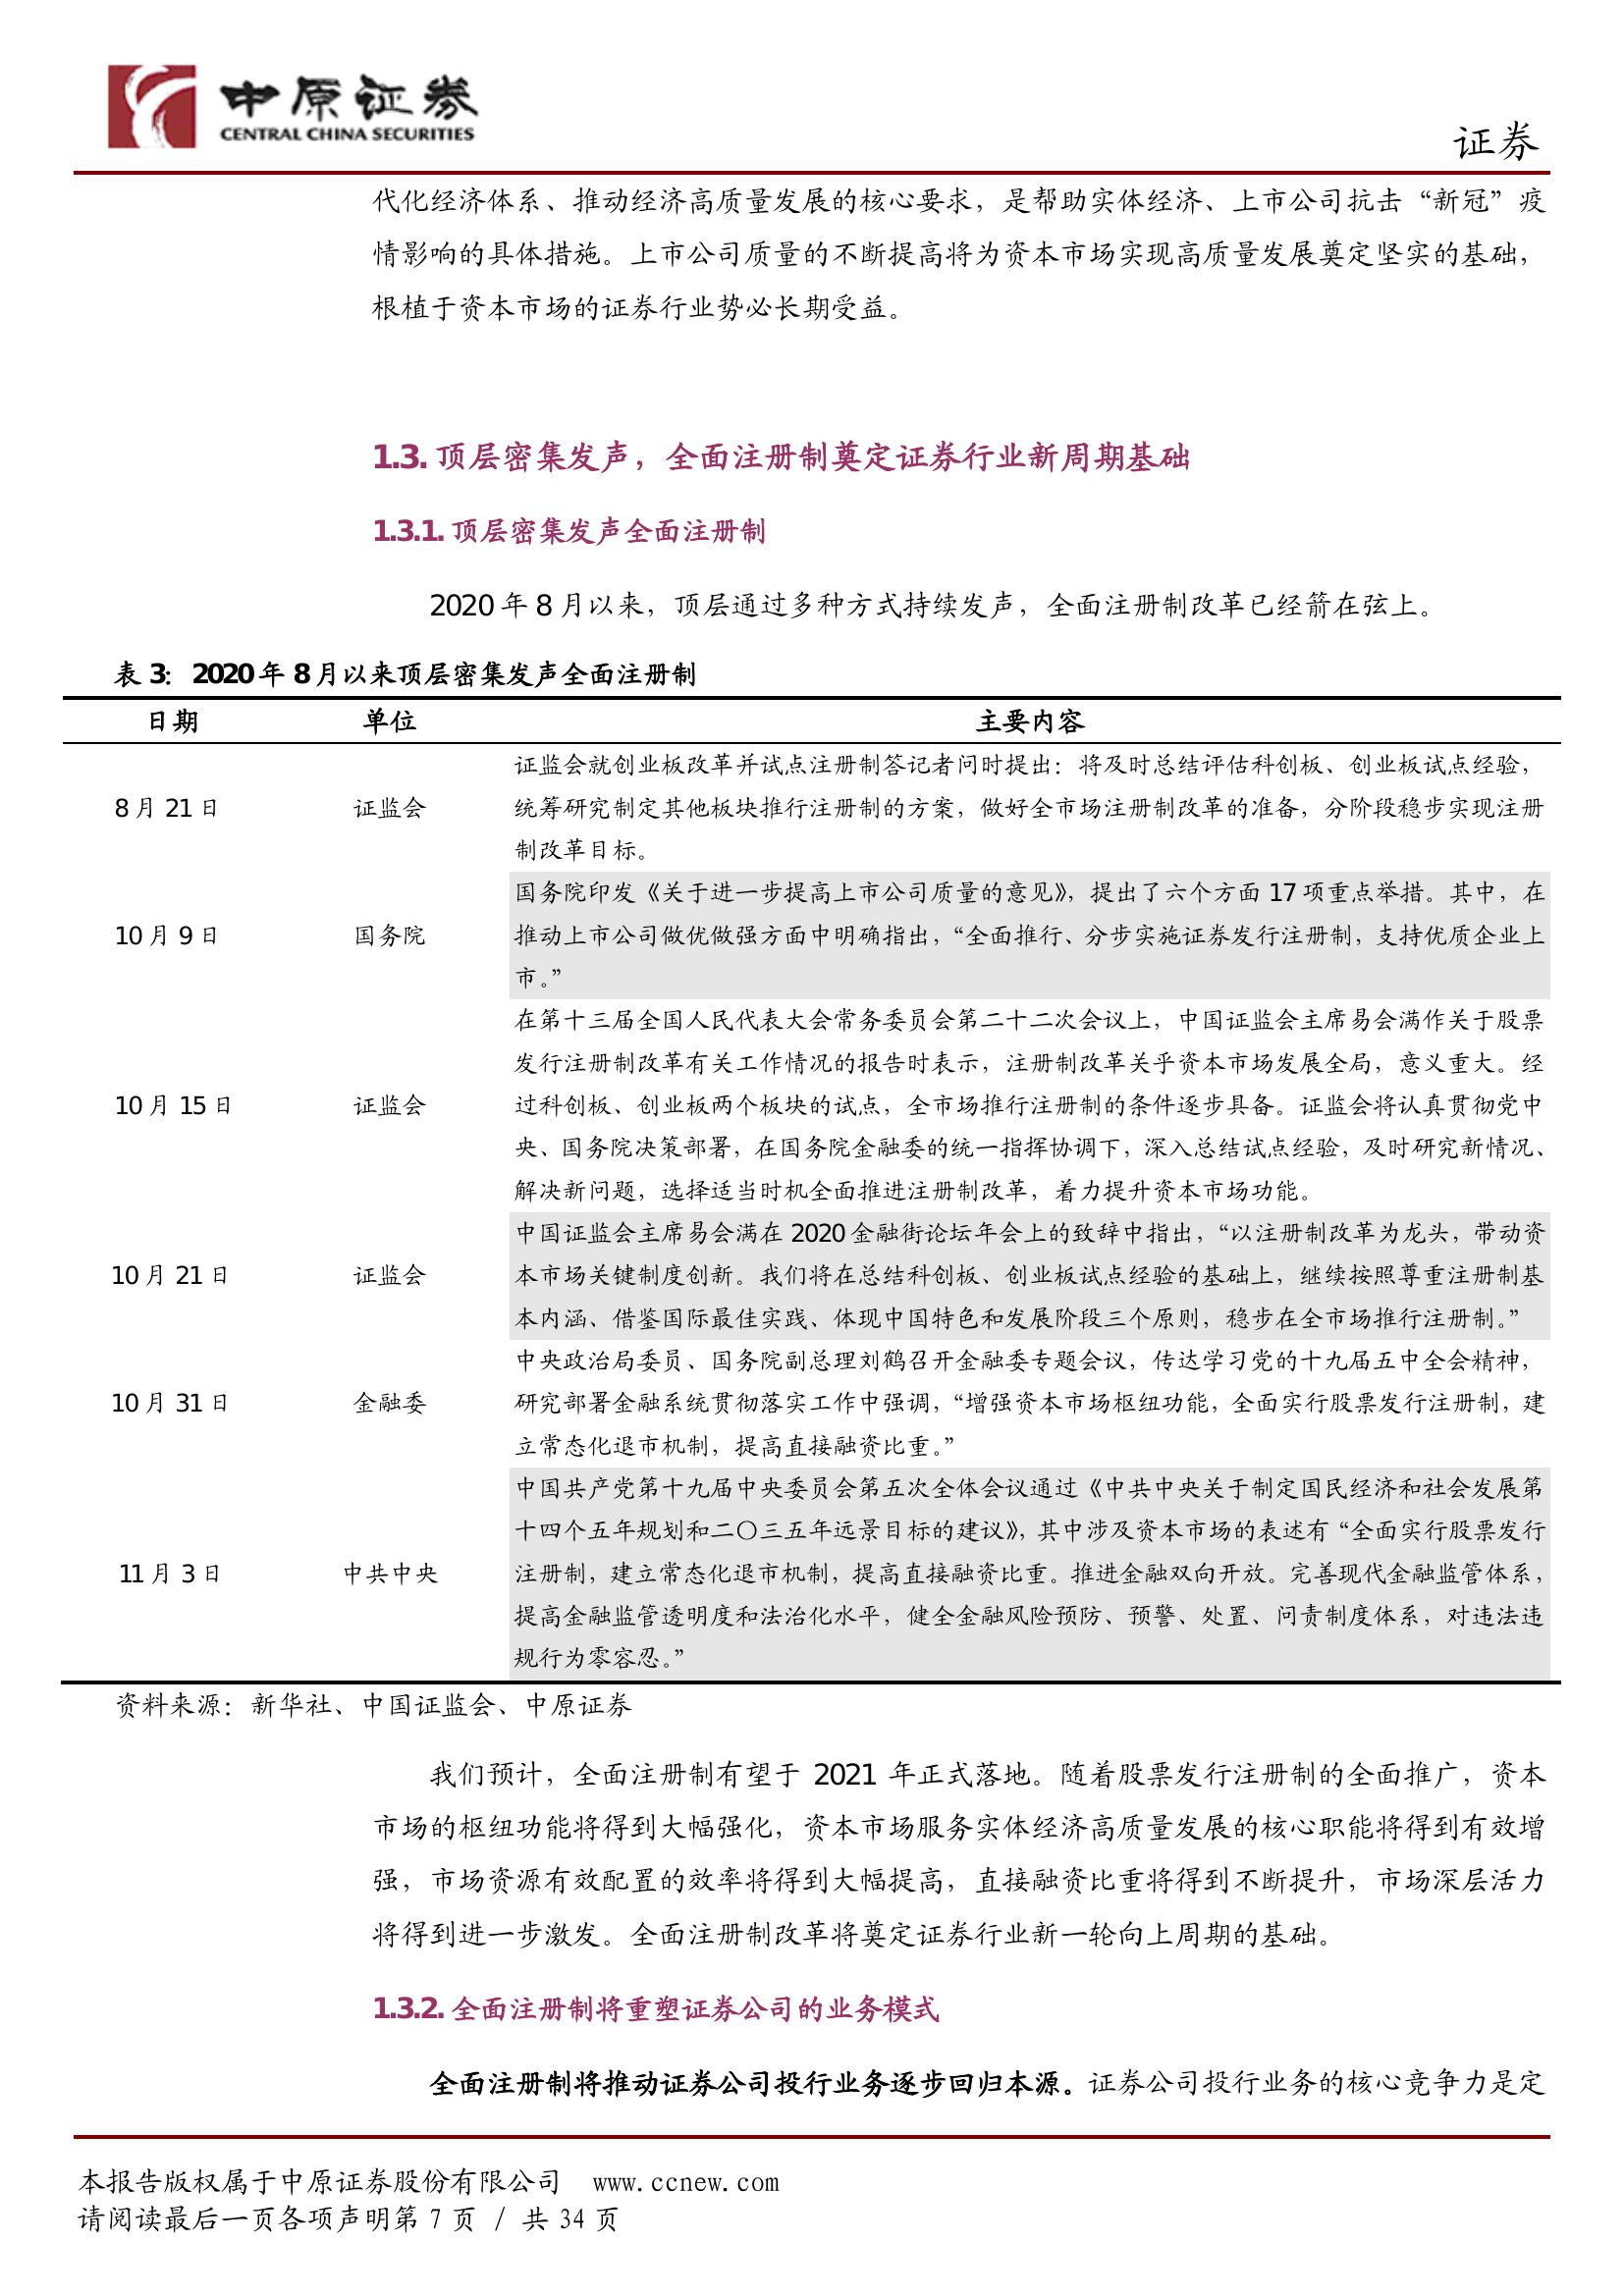 中原证券
CENTRAL CHINA SECURITIES
证券
代化经济体系、推动经济高质量发展的核心要求，是帮助实体经济、上市公司抗击“新冠”疫
情影响的具体措施。上市公司质量的不断提高将为资本市场实现高质量发展奠定坚实的基础，
根植于资本市场的证券行业势必长期受益。
1.3. 顶层密集发声，全面注册制奠定证券行业新周期基础
1.3.1. 顶层密集发声全面注册制
2020 年 8 月以来，顶层通过多种方式持续发声，全面注册制改革已经箭在弦上。
表 3: 2020 年 8 月以来顶层密集发声全面注册制
日期 单位 主要内容
证监会就创业板改革并试点注册制答记者问时提出：将及时总结评估科创板、创业板试点经验，
8 月 21 日 证监会 统筹研究制定其他板块推行注册制的方案，做好全市场注册制改革的准备，分阶段稳步实现注册
制改革目标。
国务院印发《关于进一步提高上市公司质量的意见》，提出了六个方面 17 项重点举措。其中，在
10 月 9 日 国务院 推动上市公司做优做强方面中明确指出，“全面推行、分步实施证券发行注册制，支持优质企业上
市。”
在第十三届全国人民代表大会常务委员会第二十二次会议上，中国证监会主席易会满作关于股票
发行注册制改革有关工作情况的报告时表示，注册制改革关乎资本市场发展全局，意义重大。经
10 月 15 日 证监会 过科创板、创业板两个板块的试点，全市场推行注册制的条件逐步具备。证监会将认真贯彻党中
央、国务院决策部署，在国务院金融委的统一指挥协调下，深入总结试点经验，及时研究新情况、
解决新问题，选择适当时机全面推进注册制改革，着力提升资本市场功能。
中国证监会主席易会满在 2020 金融街论坛年会上的致辞中指出，“以注册制改革为龙头，带动资
10 月 21 日 证监会 本市场关键制度创新。我们将在总结科创板、创业板试点经验的基础上，继续按照尊重注册制基
本内涵、借鉴国际最佳实践、体现中国特色和发展阶段三个原则，稳步在全市场推行注册制。”
中央政治局委员、国务院副总理刘鹤召开金融委专题会议，传达学习党的十九届五中全会精神，
10 月 31 日 金融委 研究部署金融系统贯彻落实工作中强调，“增强资本市场枢纽功能，全面实行股票发行注册制，建
立常态化退市机制，提高直接融资比重。”
中国共产党第十九届中央委员会第五次全体会议通过《中共中央关于制定国民经济和社会发展第
十四个五年规划和二〇三五年远景目标的建议》，其中涉及资本市场的表述有“全面实行股票发行
11 月 3 日 中共中央 注册制，建立常态化退市机制，提高直接融资比重。推进金融双向开放。完善现代金融监管体系，
提高金融监管透明度和法治化水平，健全金融风险预防、预警、处置、问责制度体系，对违法违
规行为零容忍。”
资料来源：新华社、中国证监会、中原证券
我们预计，全面注册制有望于 2021 年正式落地。随着股票发行注册制的全面推广，资本
市场的枢纽功能将得到大幅强化，资本市场服务实体经济高质量发展的核心职能将得到有效增
强，市场资源有效配置的效率将得到大幅提高，直接融资比重将得到不断提升，市场深层活力
将得到进一步激发。全面注册制改革将奠定证券行业新一轮向上周期的基础。
1.3.2. 全面注册制将重塑证券公司的业务模式
全面注册制将推动证券公司投行业务逐步回归本源。证券公司投行业务的核心竞争力是定
本报告版权属于中原证券股份有限公司 www.ccnew.com
请阅读最后一页各项声明第 7 页 / 共 34 页